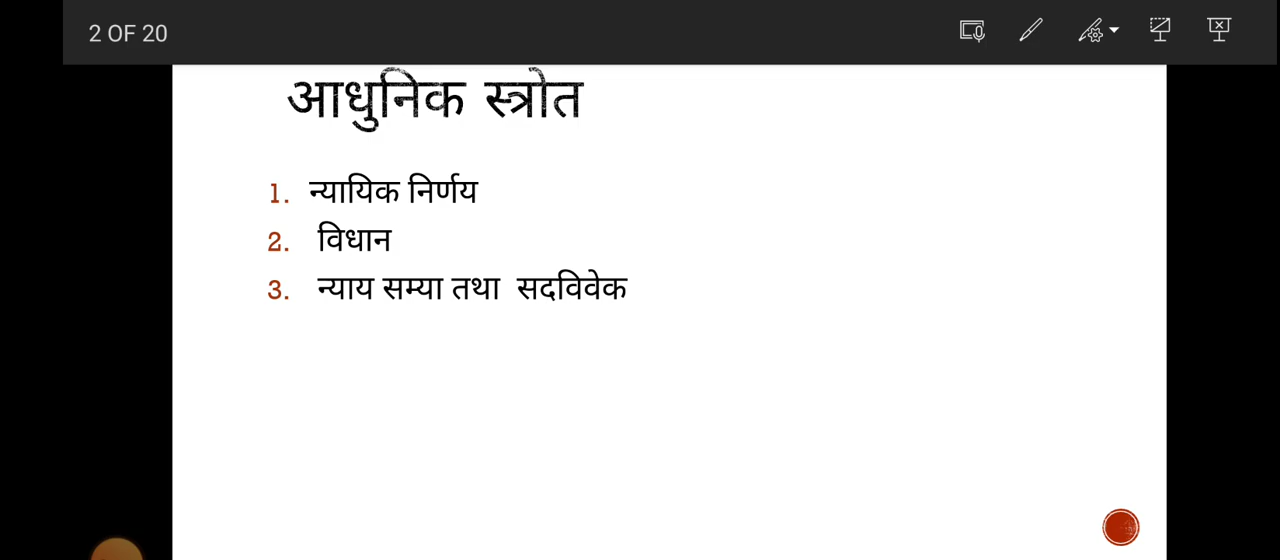 2 OF 20
आधुनिक स्त्रोत
1. न्यायिक निर्णय
2. विधान
3. न्याय सम्या तथा सदविवेक